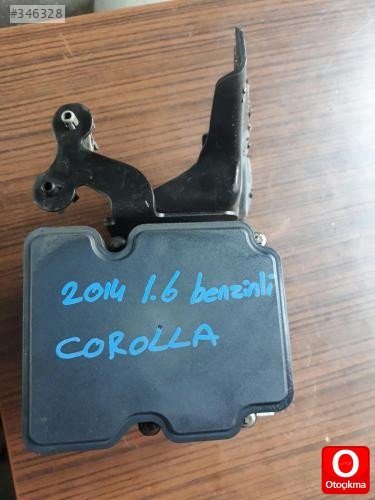 #346328
2014 1.6 benzinli
COROLLA
Otoçıkma